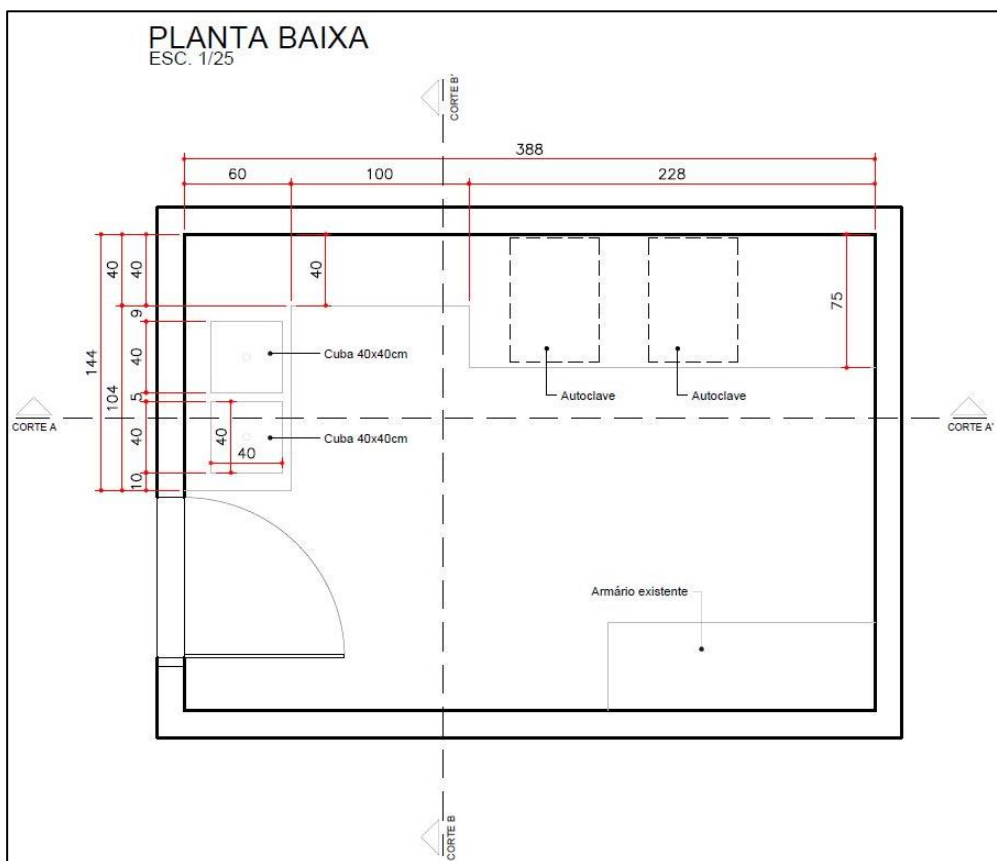 PLANTA BAIXA
ESC. 1/25
CORTE B'
388
60
100
228
40
40
40
75
9
144
104
40
Cuba 40x40cm
5
Autoclave
Autoclave
CORTE A
CORTE A'
40
40
40
Cuba 40x40cm
10
Armário existente
CORTE B